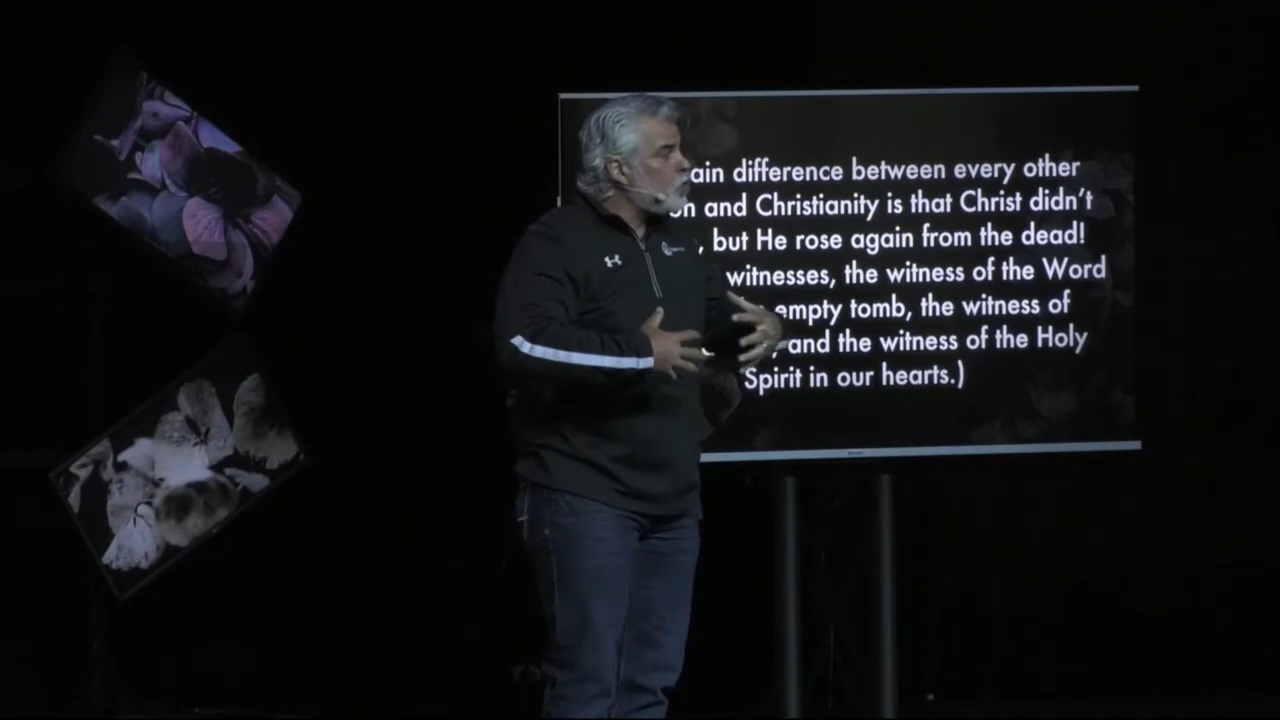 ain difference between every other
on and Christianity is that Christ didn't
, but He rose again from the dead!
witnesses, the witness of the Word
empty tomb, the witness of
, and the witness of the Holy
Spirit in our hearts.)